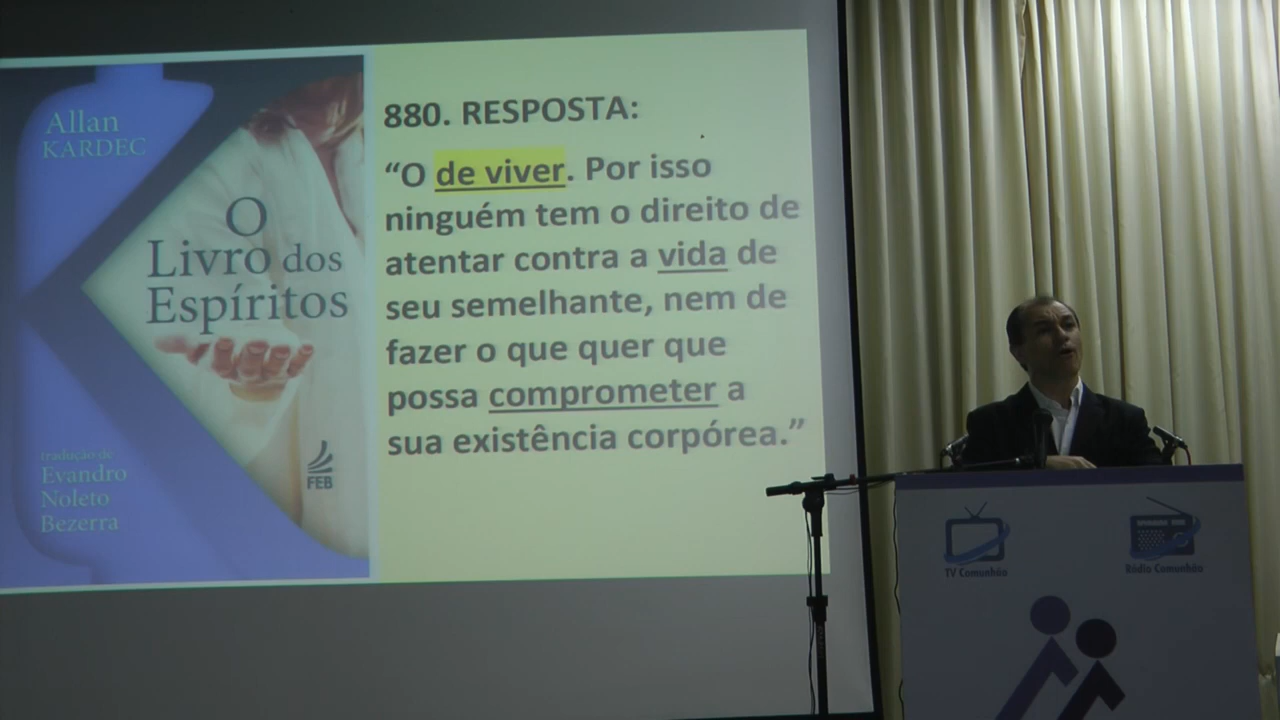 Allan
KARDEC
O
Livro dos
Espíritos
tradução de
Evandro
Noleto
Bezerra
FEB
880. RESPOSTA:
“O de viver. Por isso
ninguém tem o direito de
atentar contra a vida de
seu semelhante, nem de
fazer o que quer que
possa comprometer a
sua existência corpórea.”
TV Comunhão
Rádio Comunhão